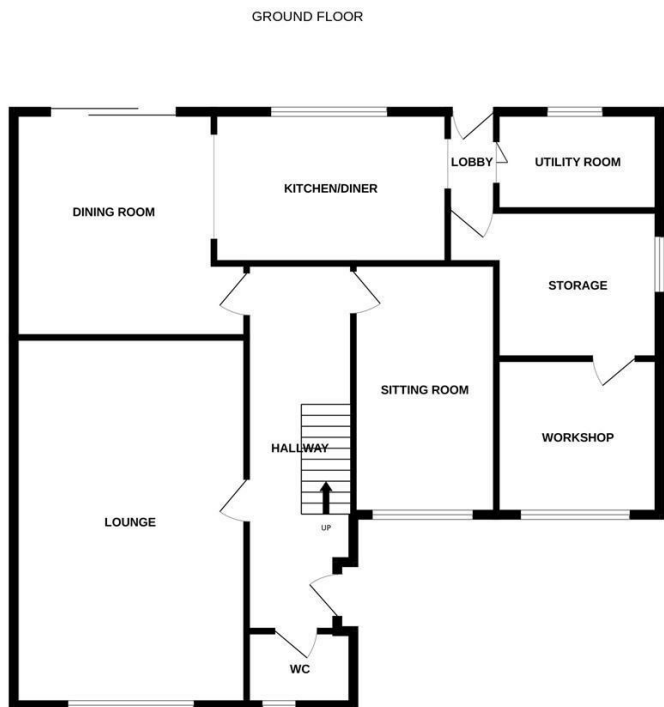 GROUND FLOOR
LOBBY
UTILITY ROOM
KITCHEN/DINER
DINING ROOM
STORAGE
SITTING ROOM
WORKSHOP
HALLWAY
LOUNGE
UP
WC